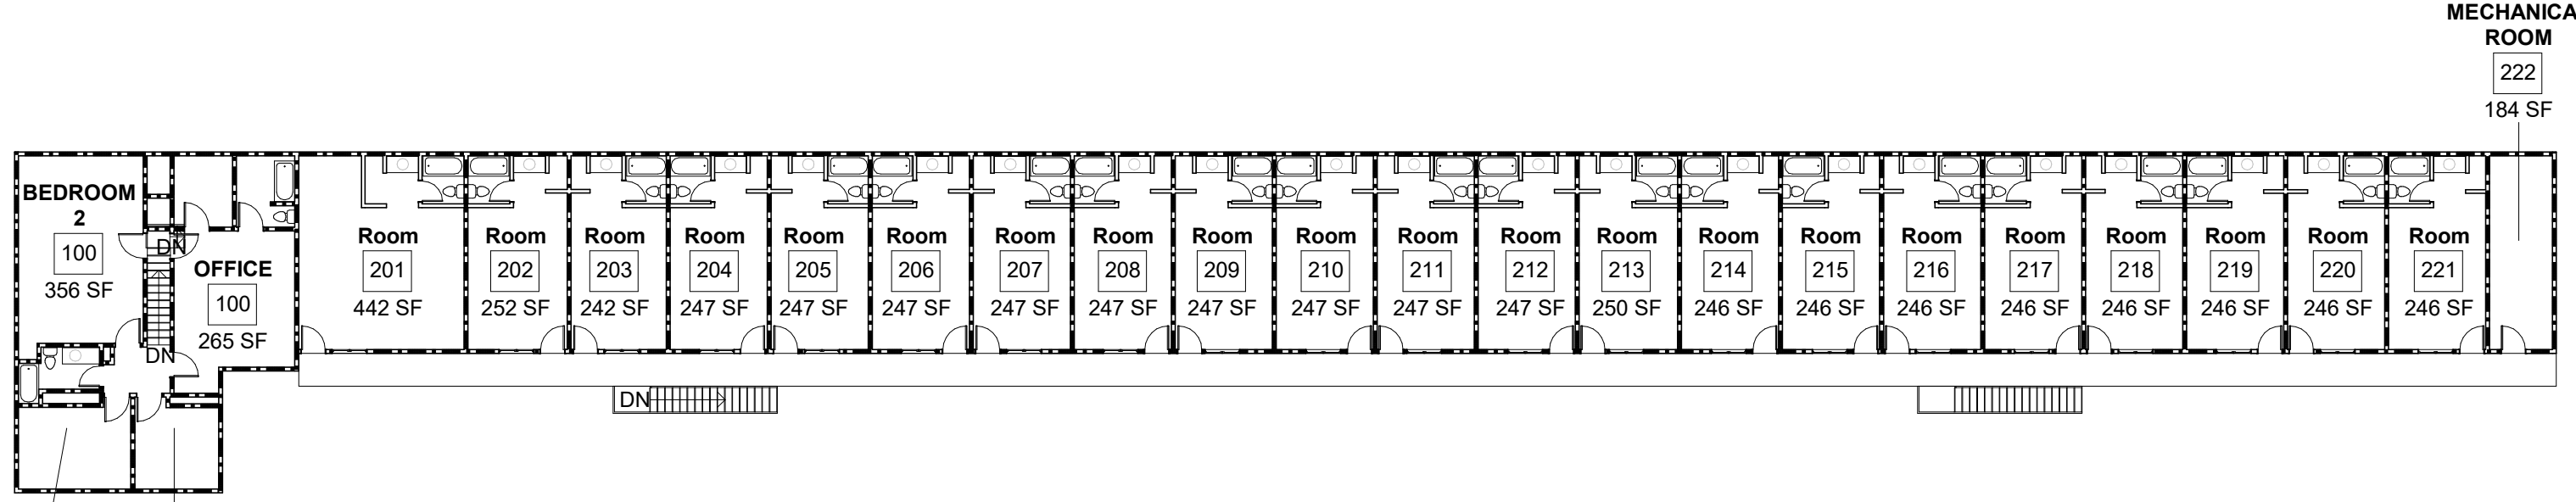 MECHANICA
ROOM
222
184 SF
BEDROOM
2
100
356 SF
DN
OFFICE
100
265 SF
DN
Room
201
442 SF
Room
202
252 SF
Room
203
242 SF
Room
204
247 SF
Room
205
247 SF
Room
206
247 SF
Room
207
247 SF
Room
208
247 SF
Room
209
247 SF
Room
210
247 SF
Room
211
247 SF
Room
212
247 SF
Room
213
250 SF
Room
214
246 SF
Room
215
246 SF
Room
216
246 SF
Room
217
246 SF
Room
218
246 SF
Room
219
246 SF
Room
220
246 SF
Room
221
246 SF
DN